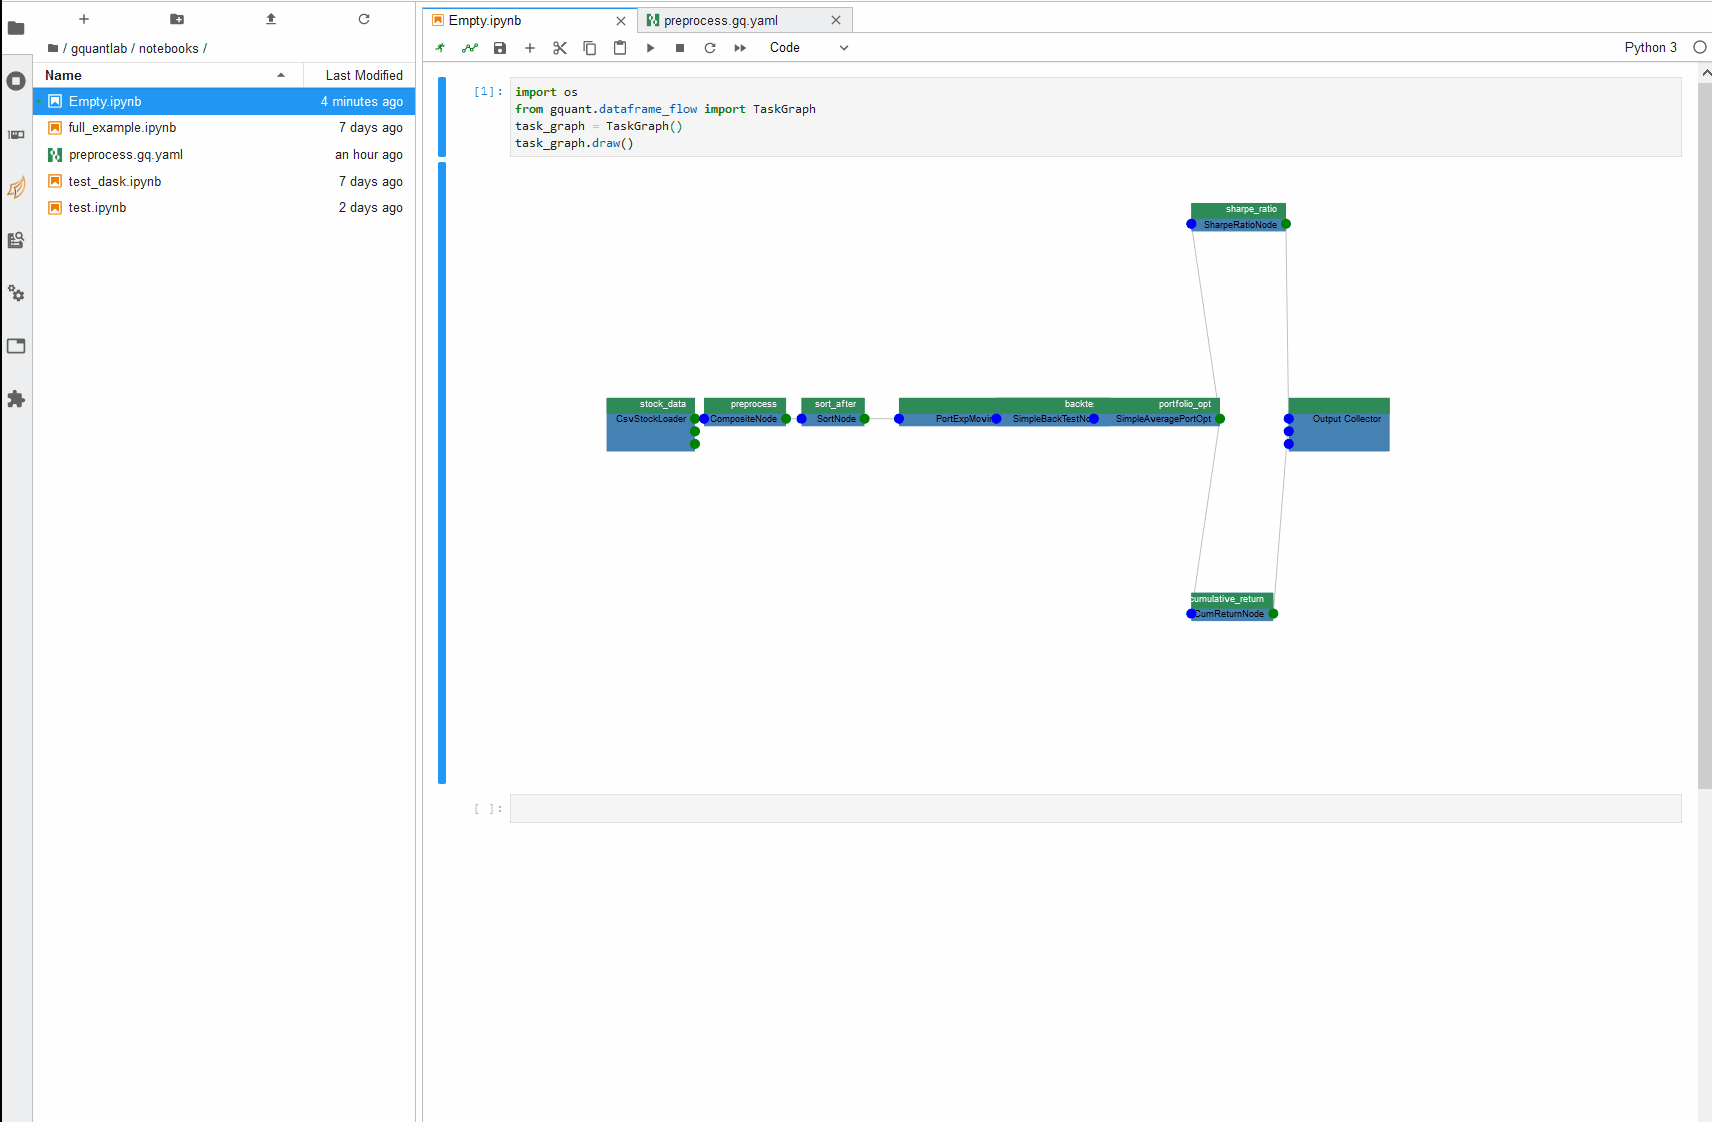 / gquantlab / notebooks /
Name Last Modified
Empty.ipynb 4 minutes ago
full_example.ipynb 7 days ago
preprocess.gq.yaml an hour ago
test_dask.ipynb 7 days ago
test.ipynb 2 days ago
Empty.ipynb preprocess.gq.yaml
Code Python 3
[1]: import os
from gquant.dataframe_flow import TaskGraph
task_graph = TaskGraph()
task_graph.draw()
sharpe_ratio
SharpeRatioNode
stock_data preprocess sort_after backte portfolio_opt
CsvStockLoader CompositeNode SortNode PortExpMovin SimpleBackTestNo SimpleAveragePortOpt Output Collector
cumulative_return
CumReturnNode
[ ]: